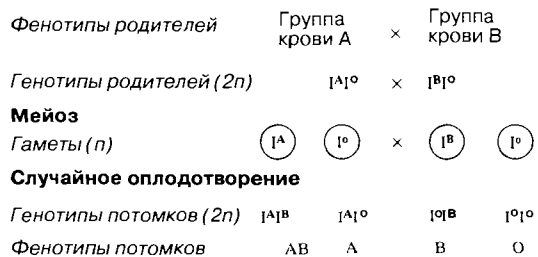 Фенотипы родителей Группа крови А × Группа крови В
Генотипы родителей (2n) IᴬIᴼ × IᴮIᴼ
Мейоз
Гаметы (n) Iᴬ Iᴼ × Iᴮ Iᴼ
Случайное оплодотворение
Генотипы потомков (2n) IᴬIᴮ IᴬIᴼ IᴼIᴮ IᴼIᴼ
Фенотипы потомков АВ А В О